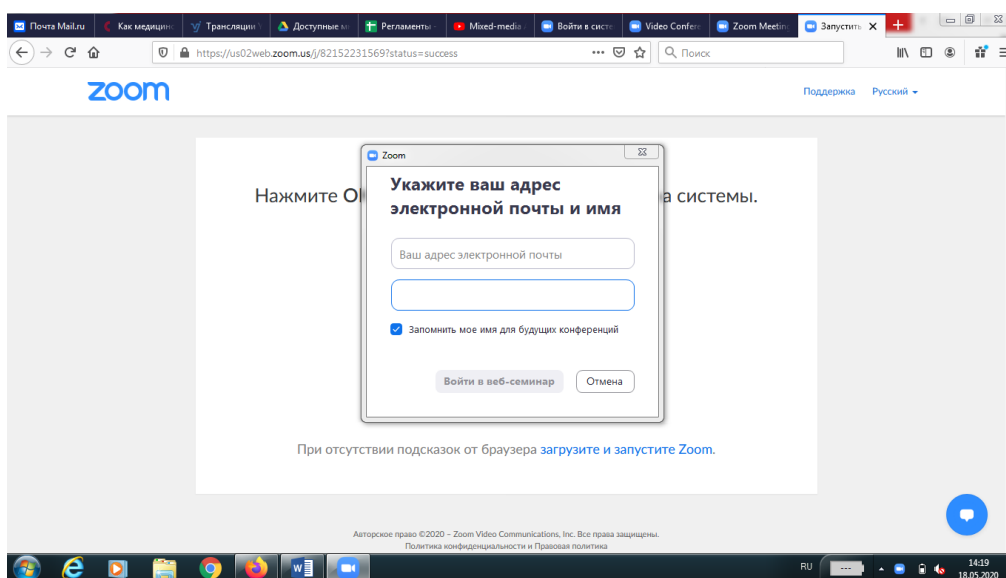 Почта Mail.ru
Как медицинс
Трансляции
Доступные ма
Регламенты -
Mixed-media
Войти в систе
Video Confere
Zoom Meeting
Запустить
https://us02web.zoom.us/j/82152231569?status=success
Поиск
zoom
Поддержка Русский
Zoom
Укажите ваш адрес
электронной почты и имя
Нажмите
а системы.
Ваш адрес электронной почты
Запомнить мое имя для будущих конференций
Войти в веб-семинар Отмена
При отсутствии подсказок от браузера загрузите и запустите Zoom.
Авторское право ©2020 – Zoom Video Communications, Inc. Все права защищены.
Политика конфиденциальности и Правовая политика
RU
14:19
18.05.2020